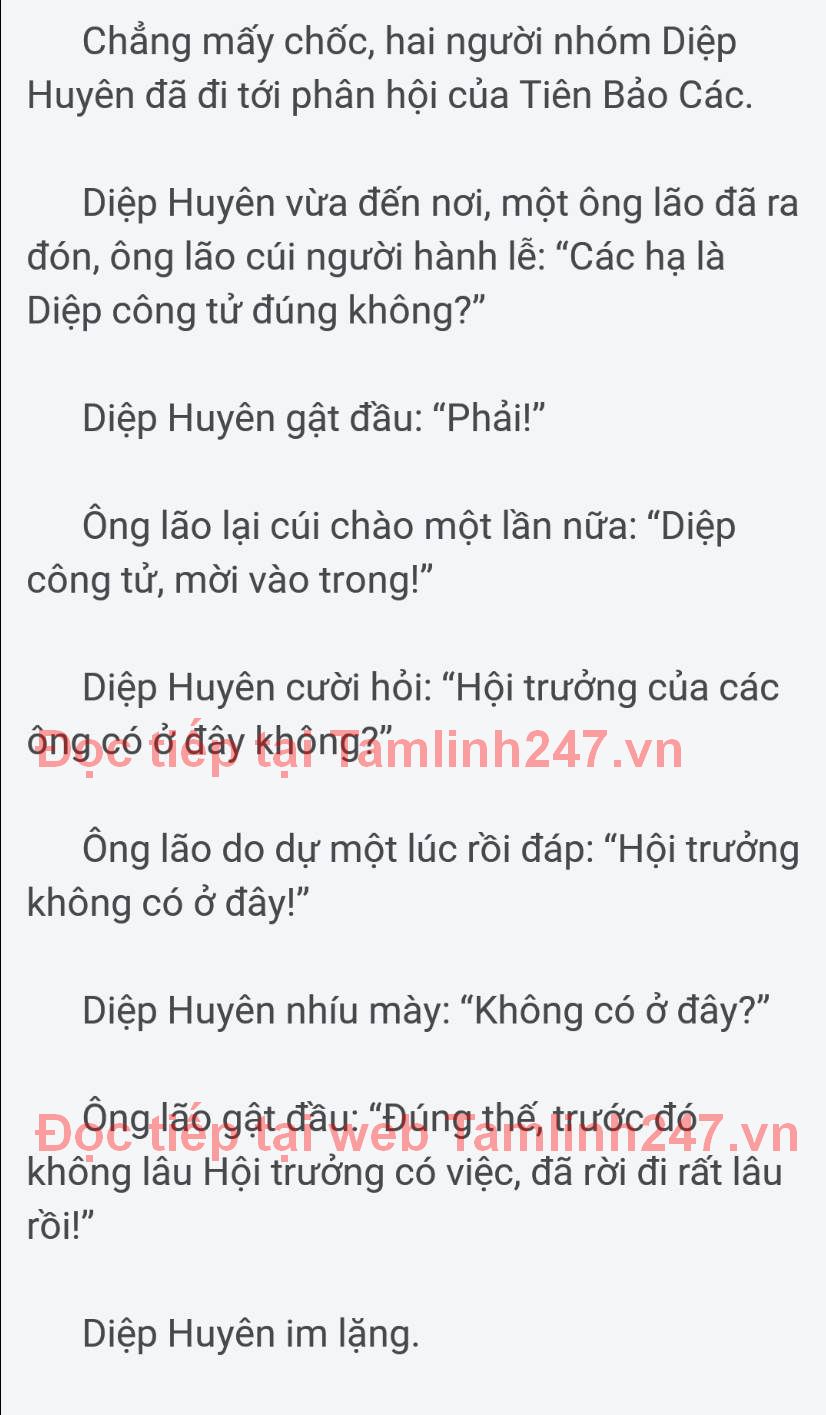 Chẳng mấy chốc, hai người nhóm Diệp
Huyên đã đi tới phân hội của Tiên Bảo Các.
Diệp Huyên vừa đến nơi, một ông lão đã ra
đón, ông lão cúi người hành lễ: “Các hạ là
Diệp công tử đúng không?”
Diệp Huyên gật đầu: “Phải!”
Ông lão lại cúi chào một lần nữa: “Diệp
công tử, mời vào trong!”
Diệp Huyên cười hỏi: “Hội trưởng của các
ông có ở đây không?”
Đọc tiếp tại Tamlinh247.vn
Ông lão do dự một lúc rồi đáp: “Hội trưởng
không có ở đây!”
Diệp Huyên nhíu mày: “Không có ở đây?”
Ông lão gật đầu: “Đúng thế, trước đó
Đọc tiếp tại web Tamlinh247.vn
không lâu Hội trưởng có việc, đã rời đi rất lâu
rồi!”
Diệp Huyên im lặng.